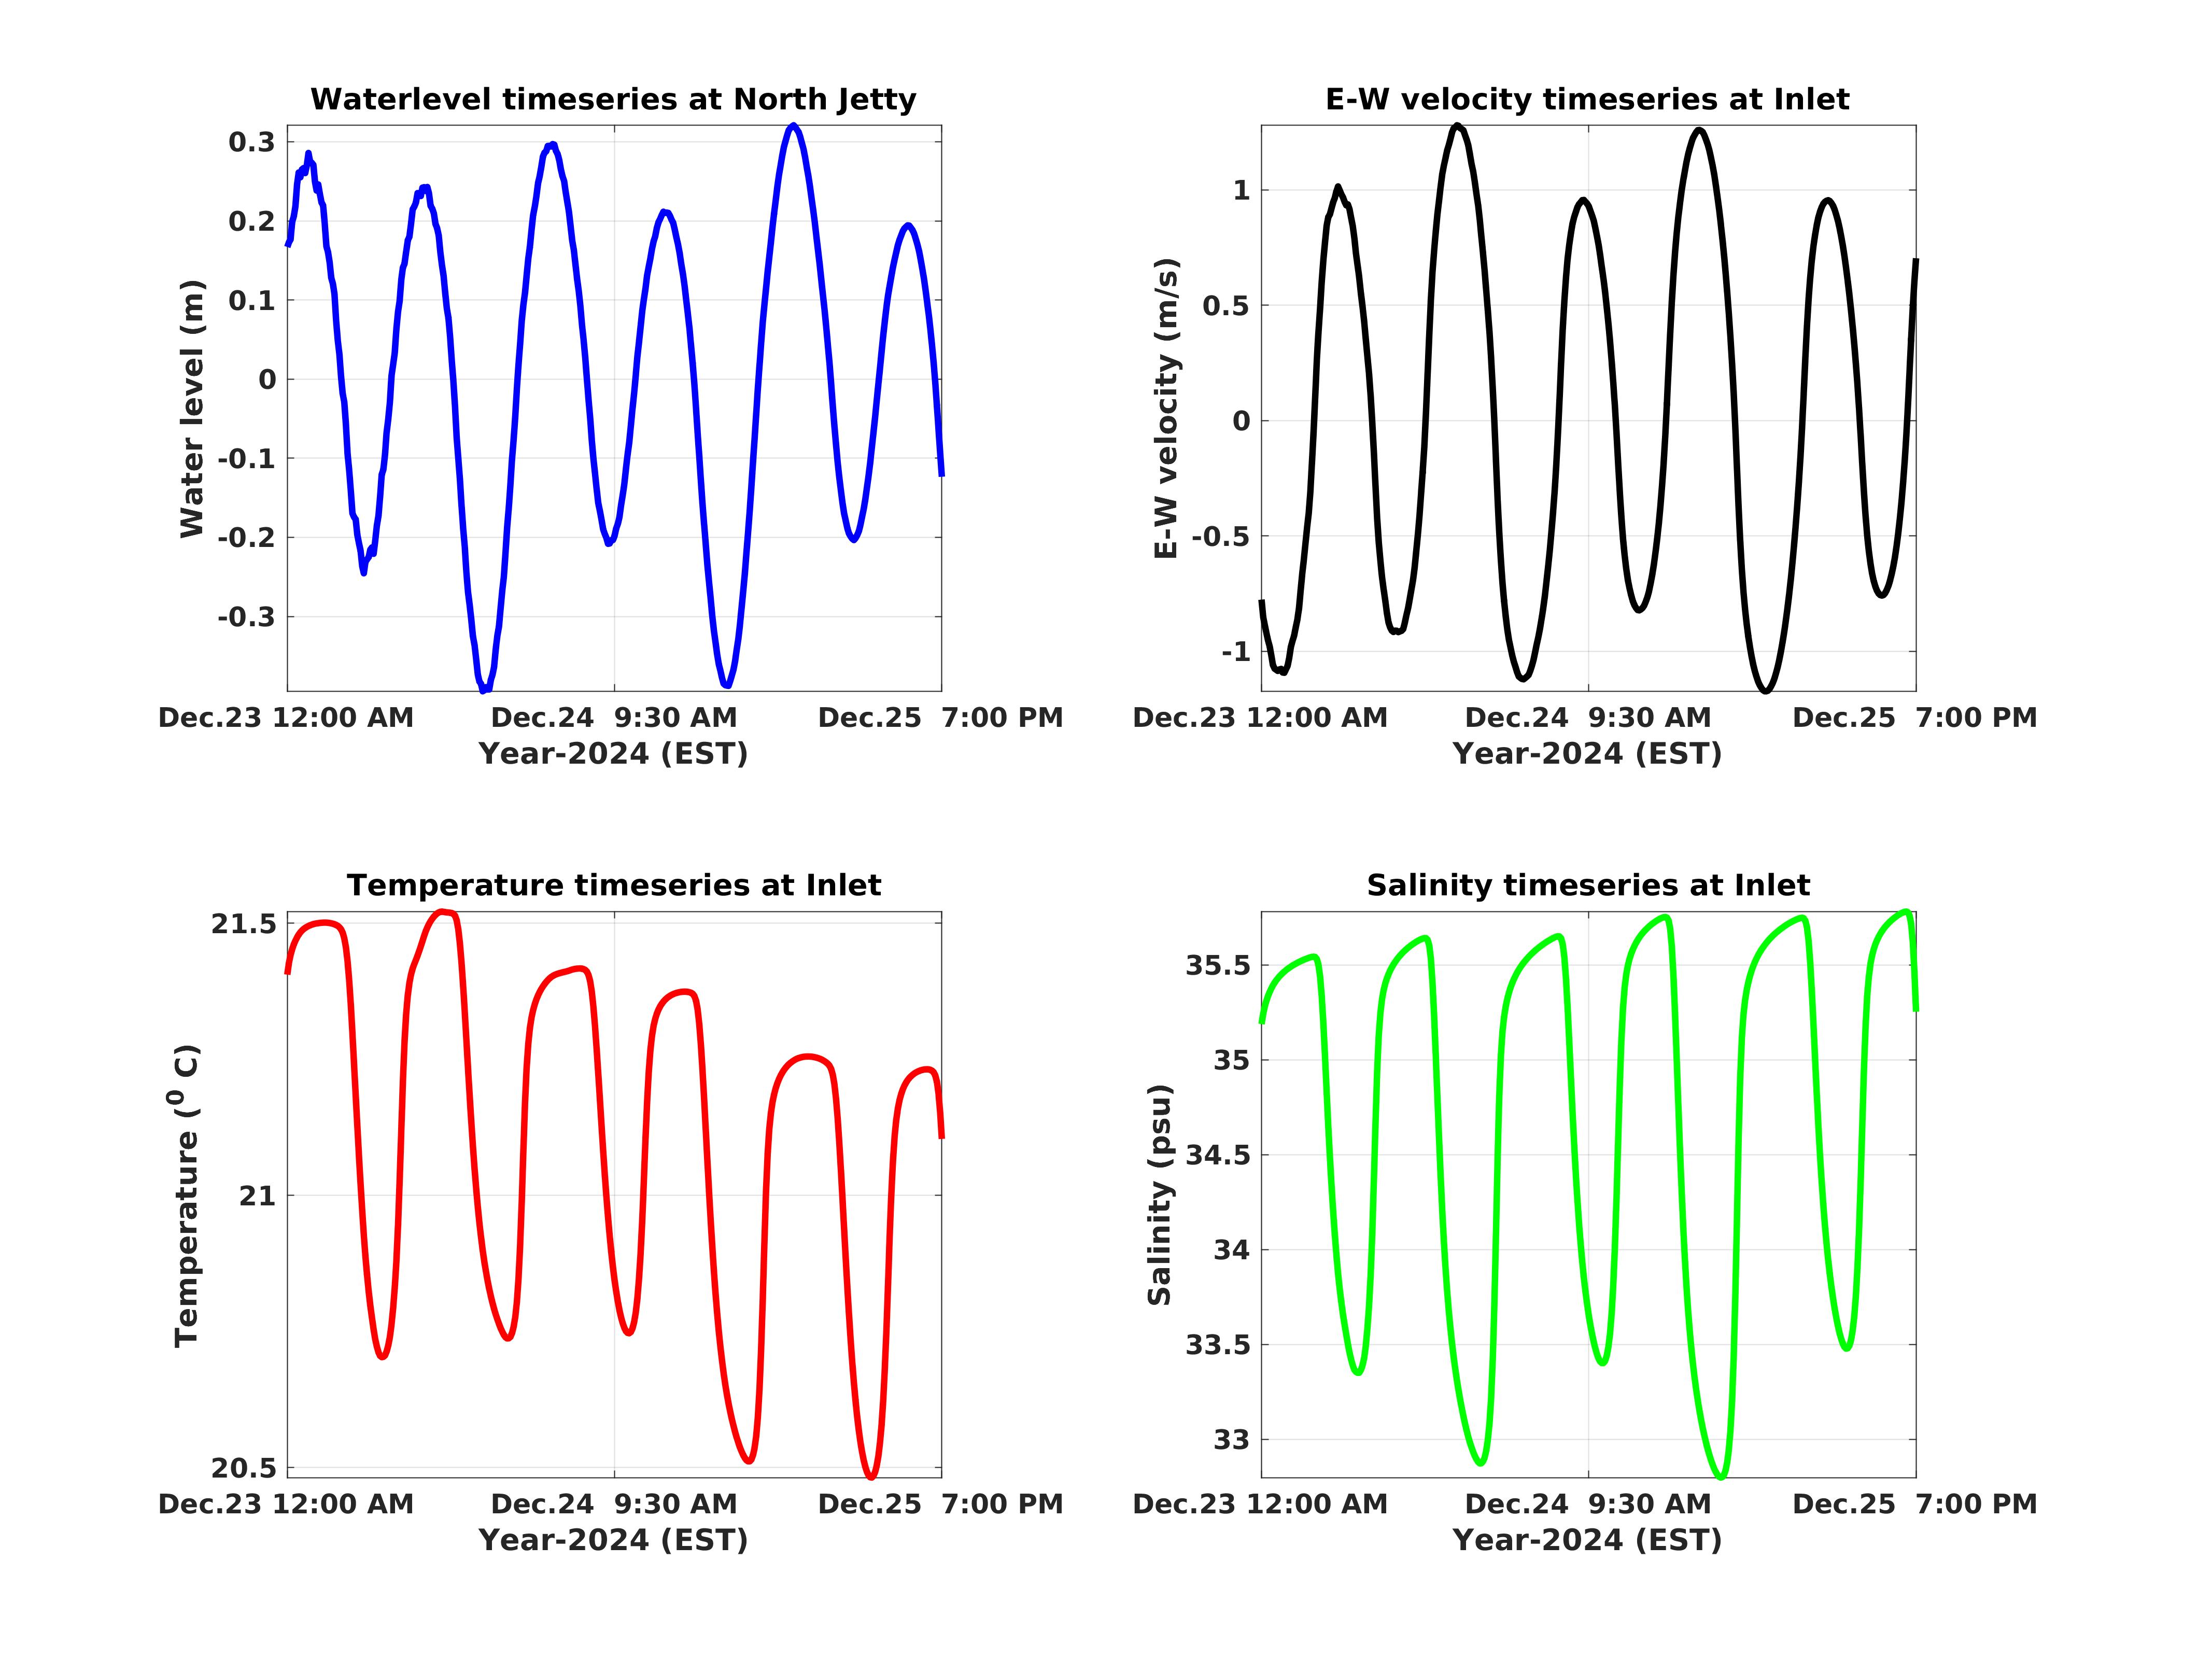 Waterlevel timeseries at North Jetty
0.3
0.2
0.1
0
-0.1
-0.2
-0.3
Water level (m)
Dec.23 12:00 AM Dec.24 9:30 AM Dec.25 7:00 PM
Year-2024 (EST)
E-W velocity timeseries at Inlet
1
0.5
0
-0.5
-1
E-W velocity (m/s)
Dec.23 12:00 AM Dec.24 9:30 AM Dec.25 7:00 PM
Year-2024 (EST)
Temperature timeseries at Inlet
21.5
21
20.5
Temperature (⁰ C)
Dec.23 12:00 AM Dec.24 9:30 AM Dec.25 7:00 PM
Year-2024 (EST)
Salinity timeseries at Inlet
35.5
35
34.5
34
33.5
33
Salinity (psu)
Dec.23 12:00 AM Dec.24 9:30 AM Dec.25 7:00 PM
Year-2024 (EST)